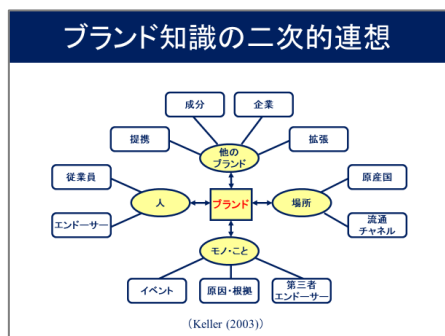 ブランド知識の二次的連想
成分
企業
提携
他の
ブランド
拡張
従業員
原産国
人
ブランド
場所
エンドーサー
流通
チャネル
モノ・こと
イベント
原因・根拠
第三者
エンドーサー
(Keller (2003))